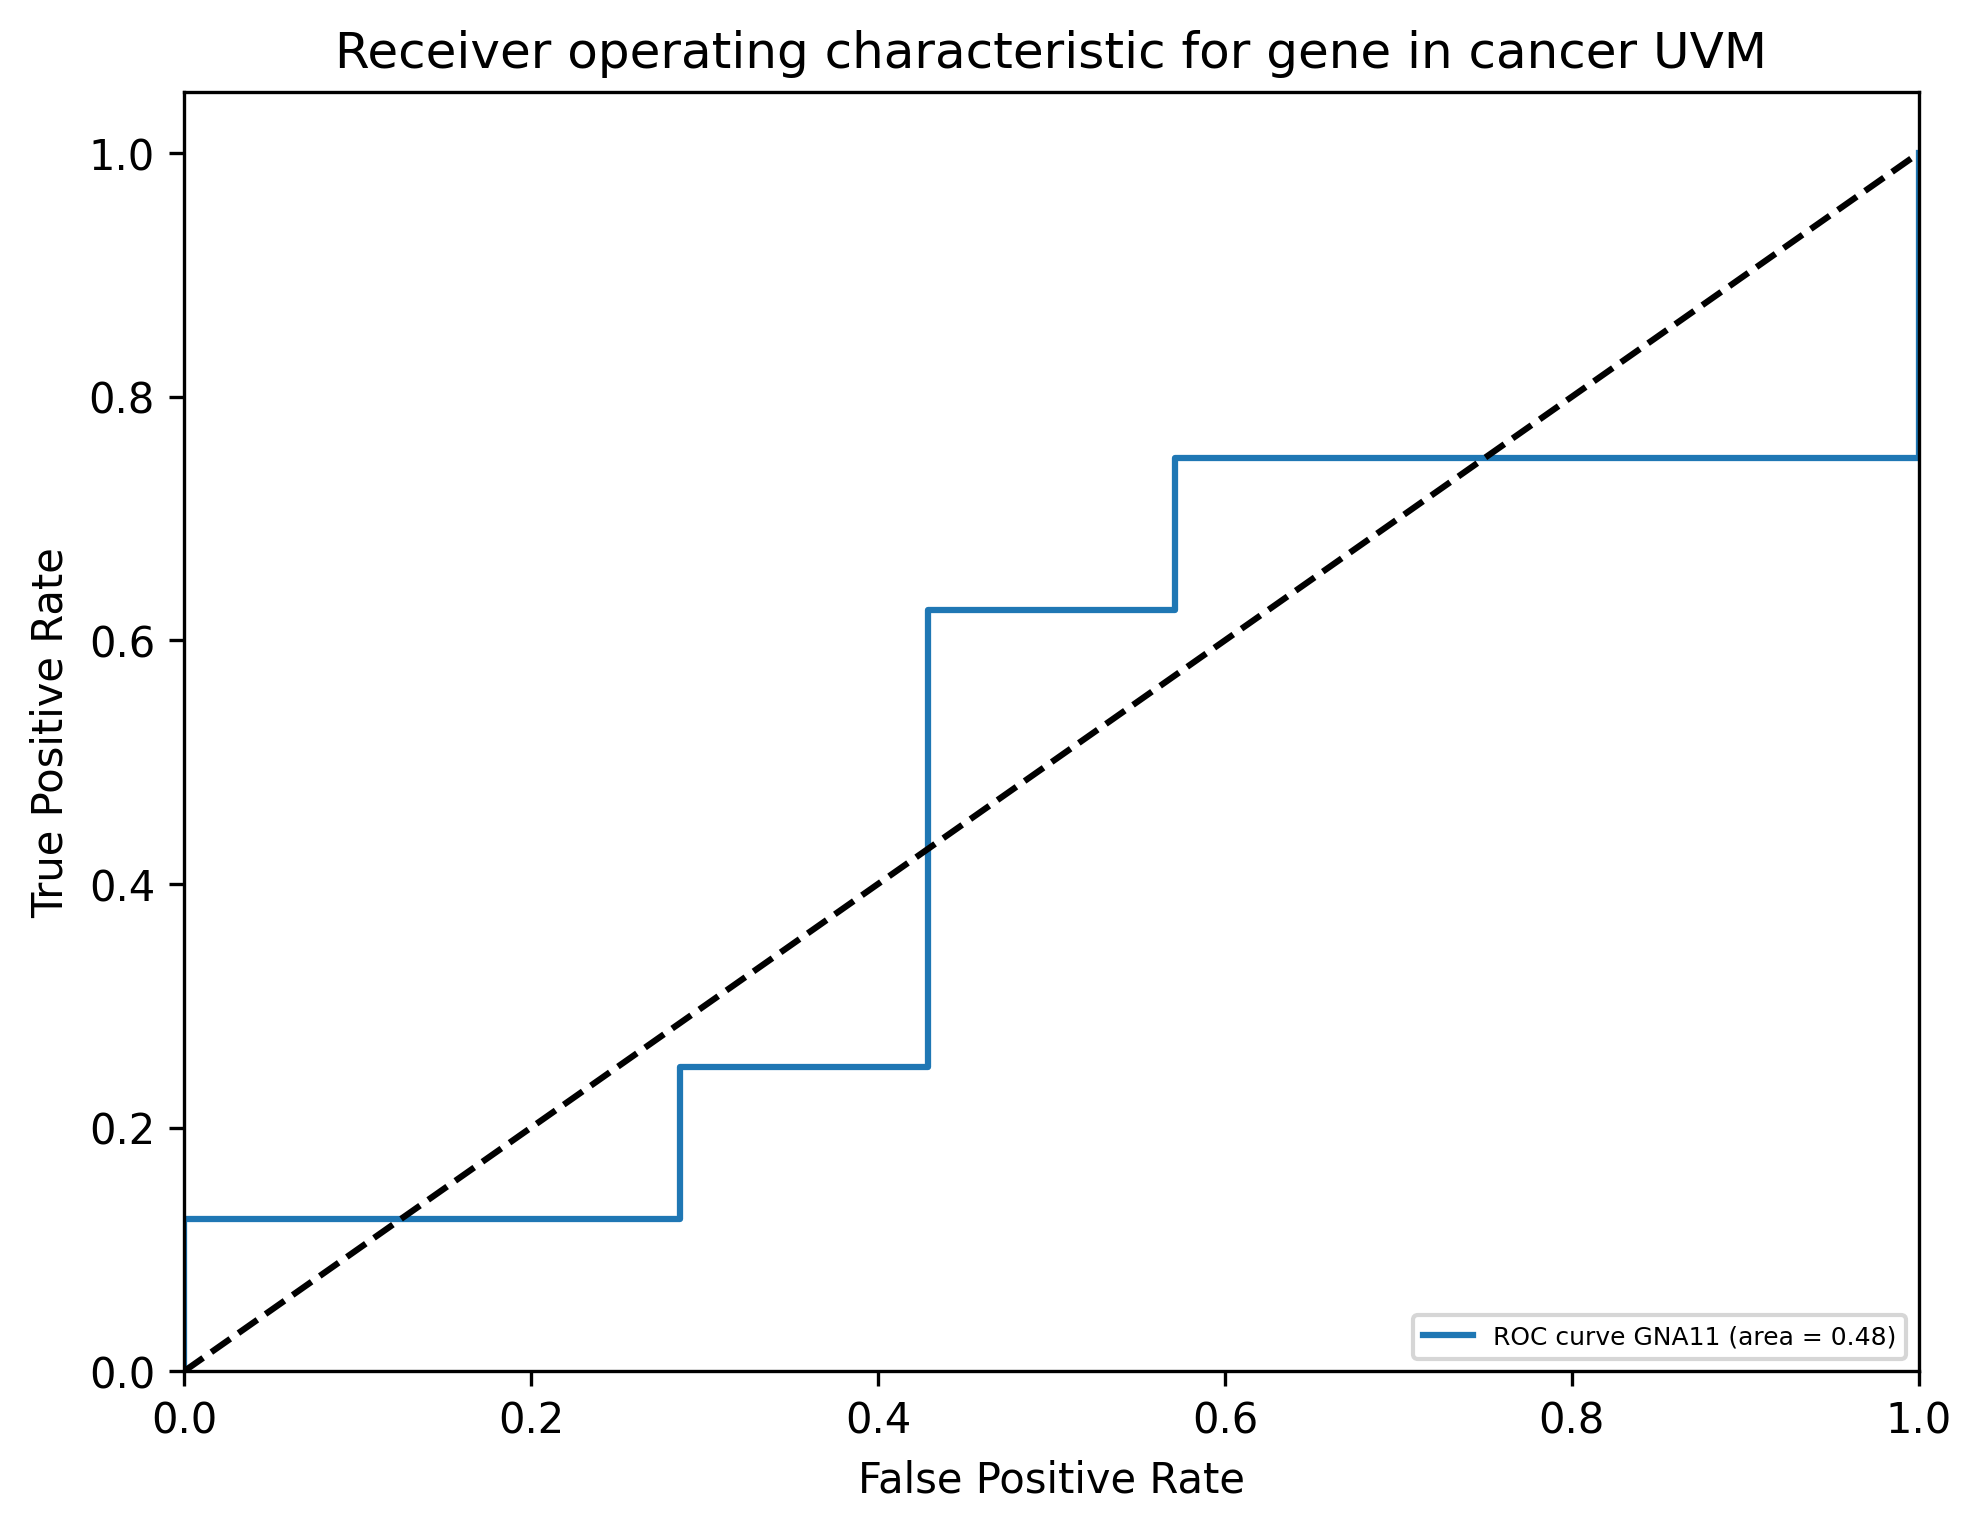 Receiver operating characteristic for gene in cancer UVM
1.0
0.8
0.6
0.4
0.2
0.0
True Positive Rate
0.0 0.2 0.4 0.6 0.8 1.0
False Positive Rate
ROC curve GNA11 (area = 0.48)